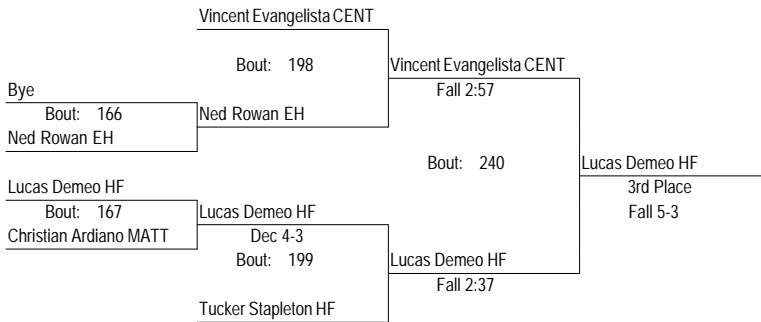 Vincent Evangelista CENT
Bout: 198
Vincent Evangelista CENT
Fall 2:57
Bye
Bout: 166
Ned Rowan EH
Ned Rowan EH
Bout: 240
Lucas Demeo HF
3rd Place
Fall 5-3
Lucas Demeo HF
Bout: 167
Christian Ardiano MATT
Lucas Demeo HF
Dec 4-3
Bout: 199
Lucas Demeo HF
Fall 2:37
Tucker Stapleton HF